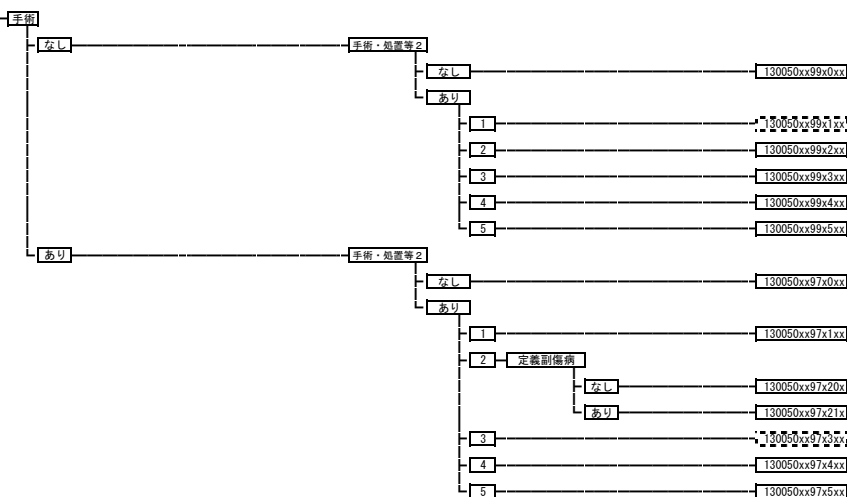 手術
なし 手術・処置等2
なし 130050xx99x0xx
あり
1 130050xx99x1xx
2 130050xx99x2xx
3 130050xx99x3xx
4 130050xx99x4xx
5 130050xx99x5xx
あり 手術・処置等2
なし 130050xx97x0xx
あり
1 130050xx97x1xx
2 定義副傷病
なし 130050xx97x20x
あり 130050xx97x21x
3 130050xx97x3xx
4 130050xx97x4xx
5 130050xx97x5xx